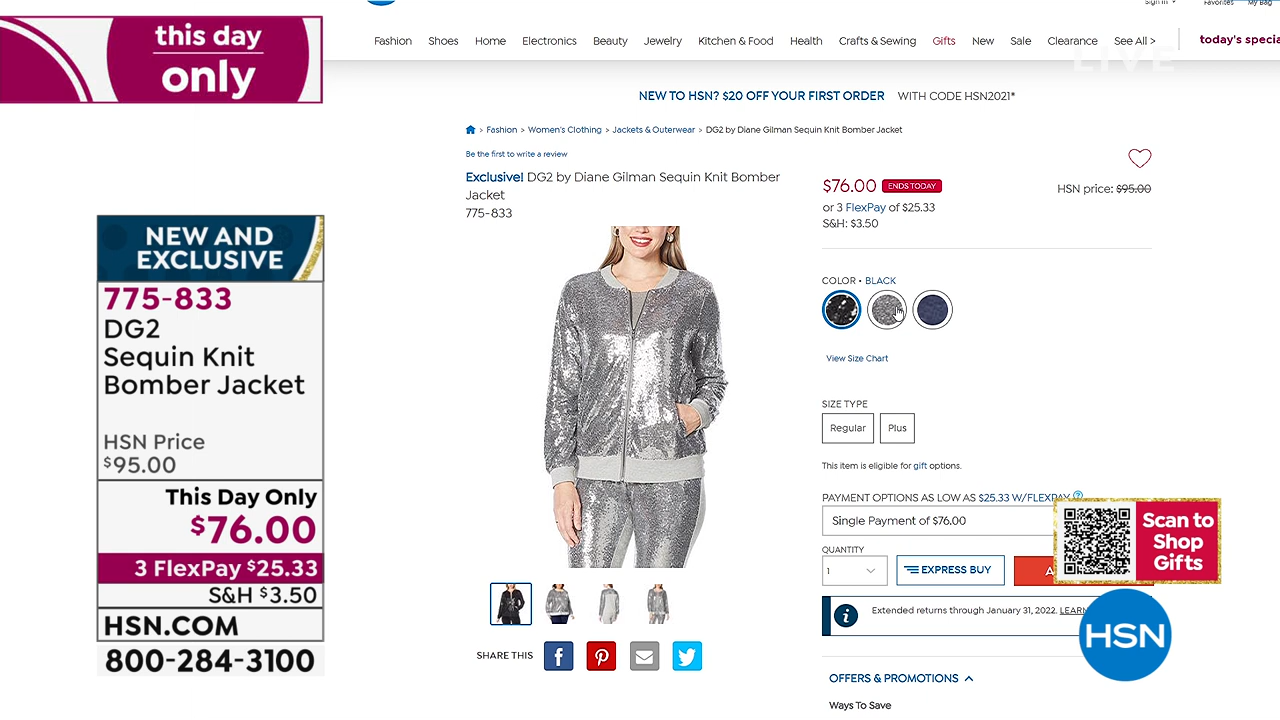 this day
only
NEW AND
EXCLUSIVE
775-833
DG2
Sequin Knit
Bomber Jacket
HSN Price
$95.00
This Day Only
$76.00
3 FlexPay $25.33
S&H $3.50
HSN.COM
800-284-3100
Sign in
Favorites
My Bag
Fashion Shoes Home Electronics Beauty Jewelry Kitchen & Food Health Crafts & Sewing Gifts New Sale Clearance See All >
today's specia
LIVE
NEW TO HSN? $20 OFF YOUR FIRST ORDER WITH CODE HSN2021*
> Fashion > Women's Clothing > Jackets & Outerwear > DG2 by Diane Gilman Sequin Knit Bomber Jacket
Be the first to write a review
Exclusive! DG2 by Diane Gilman Sequin Knit Bomber
Jacket
775-833
SHARE THIS
$76.00 ENDS TODAY
HSN price: $95.00
or 3 FlexPay of $25.33
S&H: $3.50
COLOR • BLACK
View Size Chart
SIZE TYPE
Regular Plus
This item is eligible for gift options.
PAYMENT OPTIONS AS LOW AS $25.33 W/FLEXPAY ?
Single Payment of $76.00
QUANTITY
1
EXPRESS BUY
A
Extended returns through January 31, 2022. LEARN
OFFERS & PROMOTIONS
Ways To Save
Scan to
Shop
Gifts
HSN